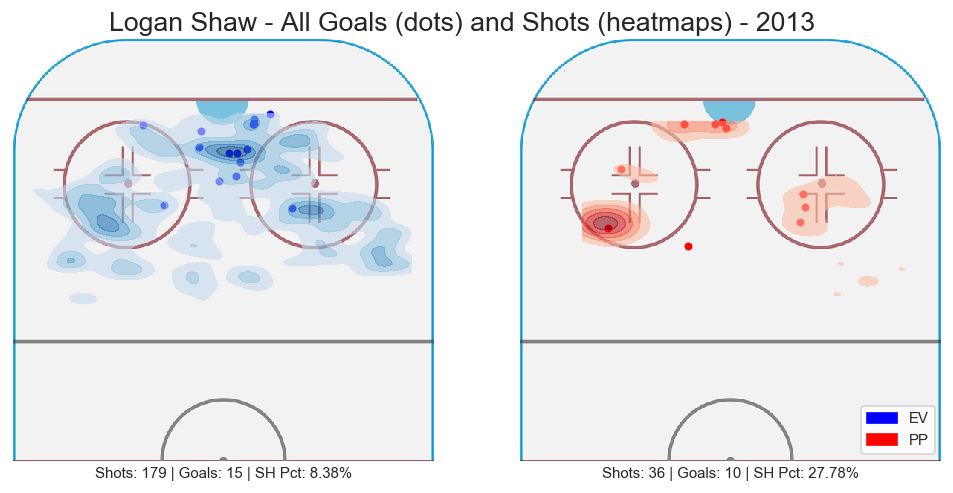 Logan Shaw - All Goals (dots) and Shots (heatmaps) - 2013
EV
PP
Shots: 179 | Goals: 15 | SH Pct: 8.38%
Shots: 36 | Goals: 10 | SH Pct: 27.78%